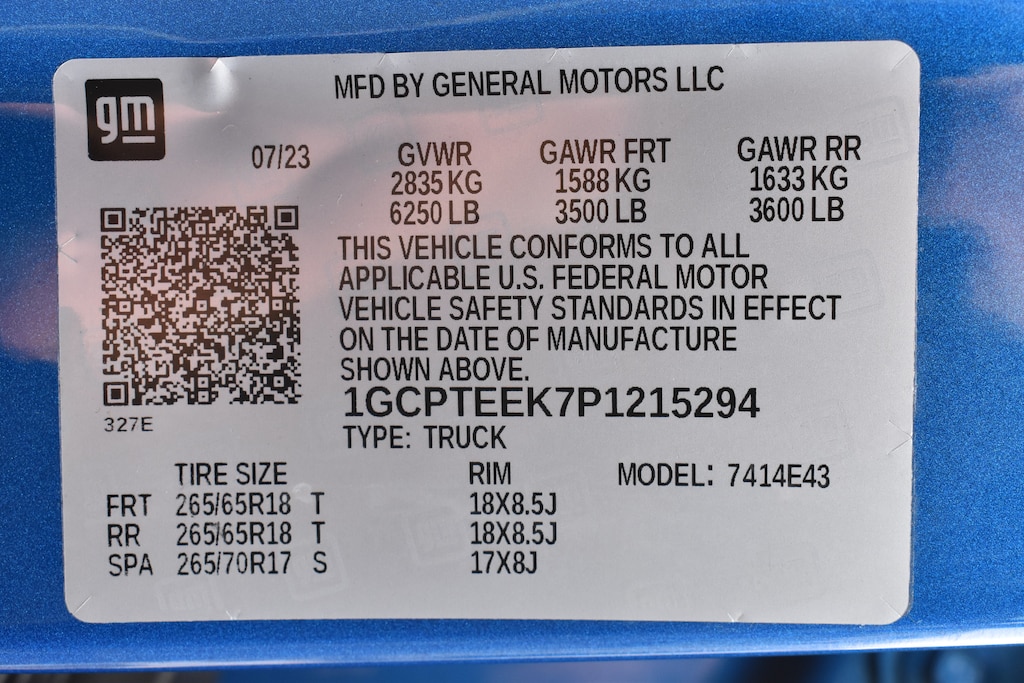 gm
MFD BY GENERAL MOTORS LLC
07/23 GVWR GAWR FRT GAWR RR
2835 KG 1588 KG 1633 KG
6250 LB 3500 LB 3600 LB
THIS VEHICLE CONFORMS TO ALL
APPLICABLE U.S. FEDERAL MOTOR
VEHICLE SAFETY STANDARDS IN EFFECT
ON THE DATE OF MANUFACTURE
SHOWN ABOVE.
1GCPTEEK7P1215294
327E
TYPE: TRUCK
TIRE SIZE RIM MODEL: 7414E43
FRT 265/65R18 T 18X8.5J
RR 265/65R18 T 18X8.5J
SPA 265/70R17 S 17X8J